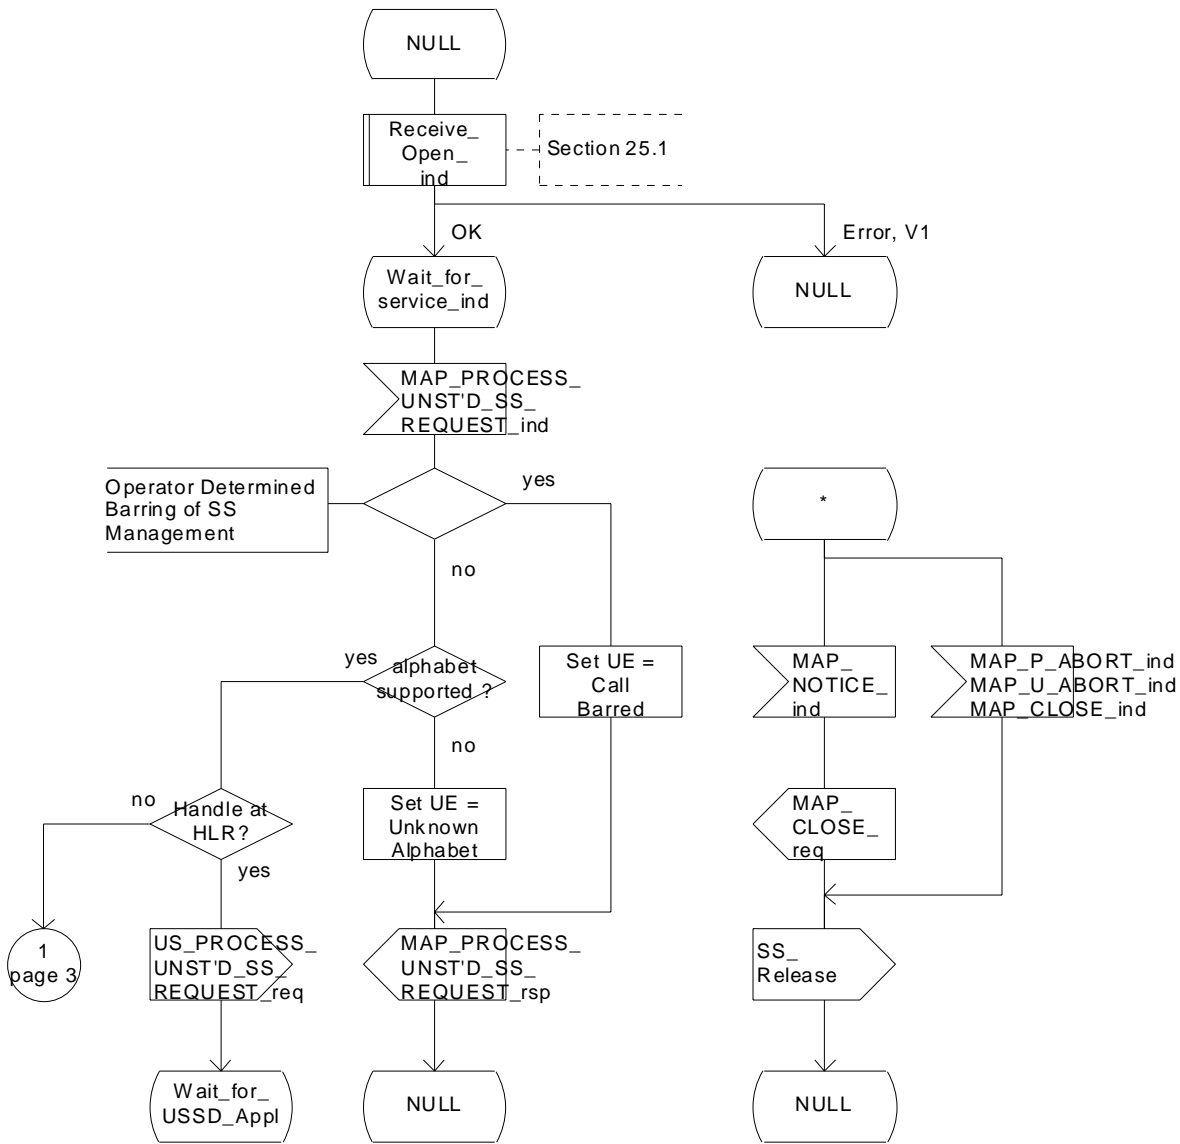 NULL
Receive_
Open_
ind
Section 25.1
OK
Error, V1
Wait_for_
service_ind
NULL
MAP_PROCESS_
UNST'D_SS_
REQUEST_ind
Operator Determined
Barring of SS
Management
yes
*
no
yes
alphabet
supported ?
Set UE =
Call
Barred
MAP_
NOTICE_
ind
MAP_P_ABORT_ind
MAP_U_ABORT_ind
MAP_CLOSE_ind
no
no
Handle at
HLR?
Set UE =
Unknown
Alphabet
MAP_
CLOSE_
req
yes
1
page 3
US_PROCESS_
UNST'D_SS_
REQUEST_req
MAP_PROCESS_
UNST'D_SS_
REQUEST_rsp
SS_
Release
Wait_for_
USSD_Appl
NULL
NULL